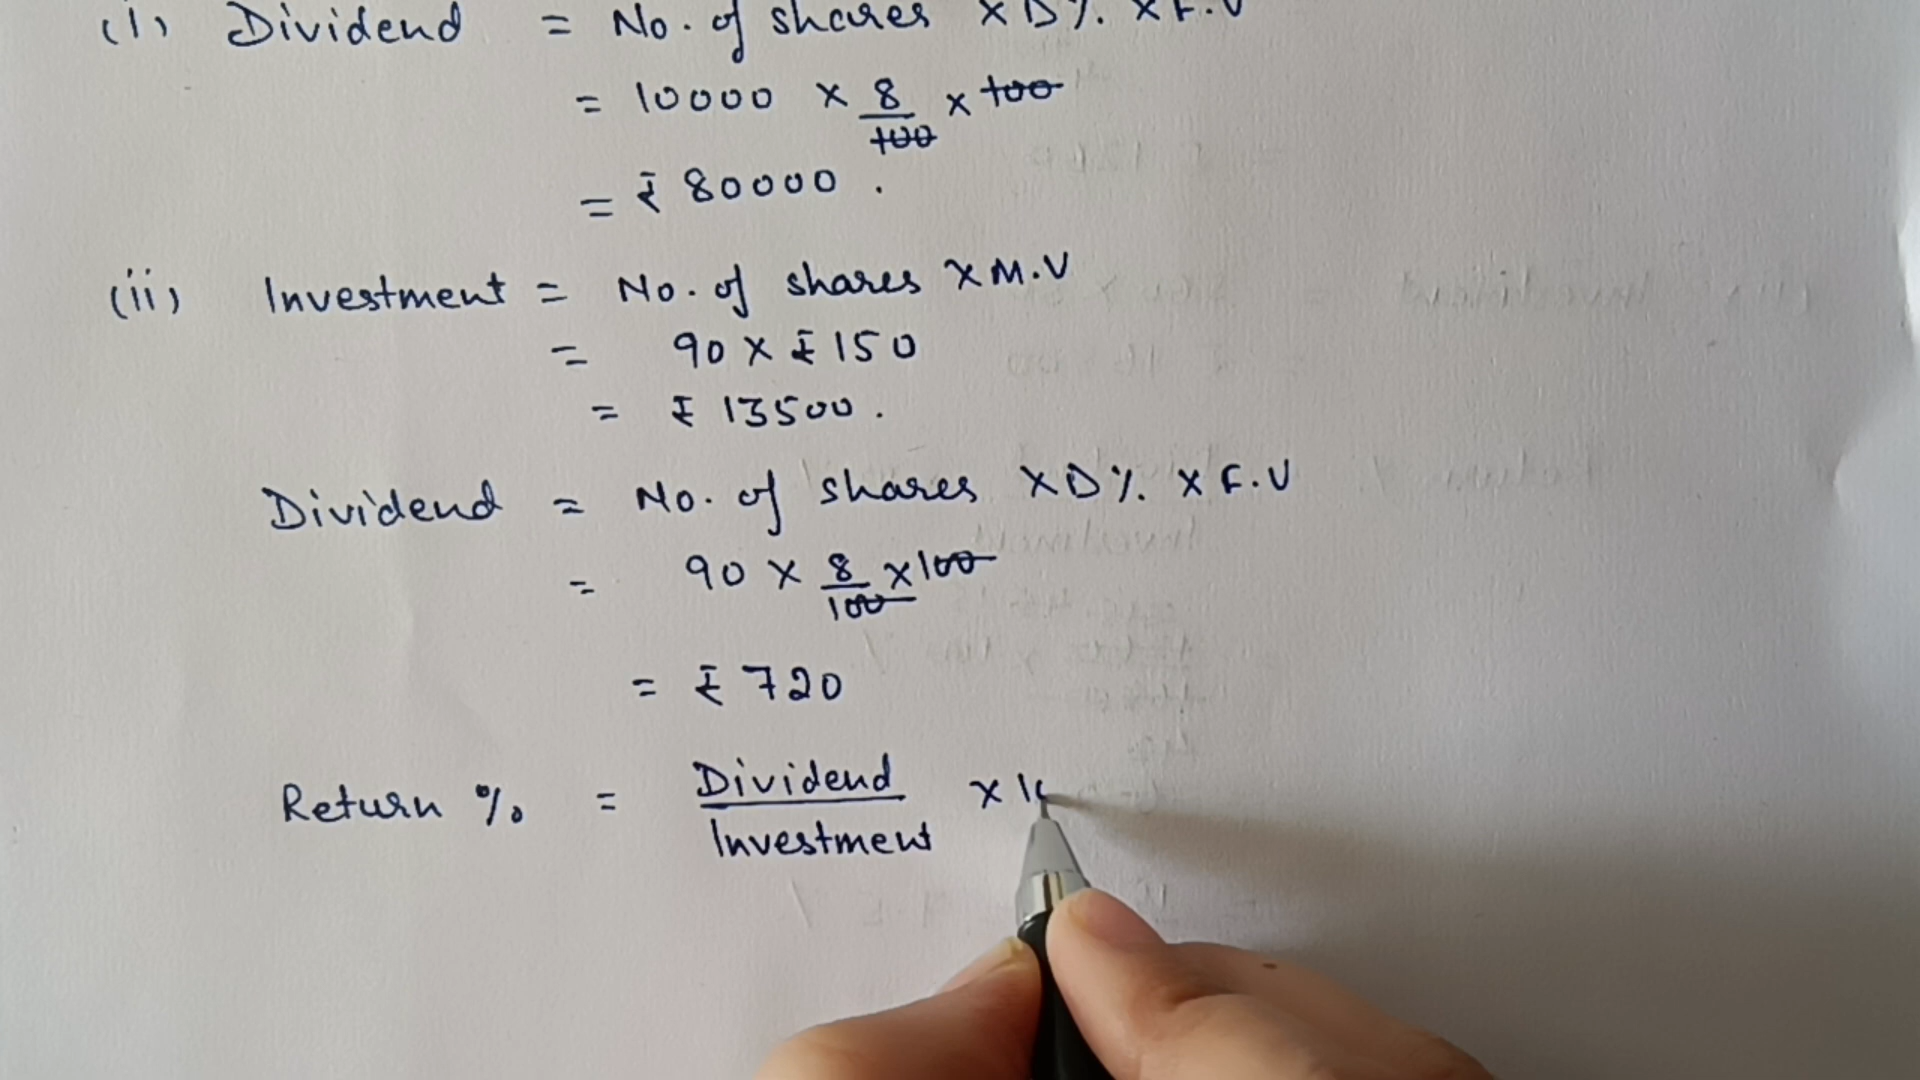 (i) Dividend = No. of shares × D% × F.V
= 10000 × 8/100 × 100
= ₹ 80000 .
(ii) Investment = No. of shares × M.V
= 90 × ₹ 150
= ₹ 13500 .
Dividend = No. of shares × D% × F.V
= 90 × 8/100 × 100
= ₹ 720
Return % = Dividend/Investment × 10